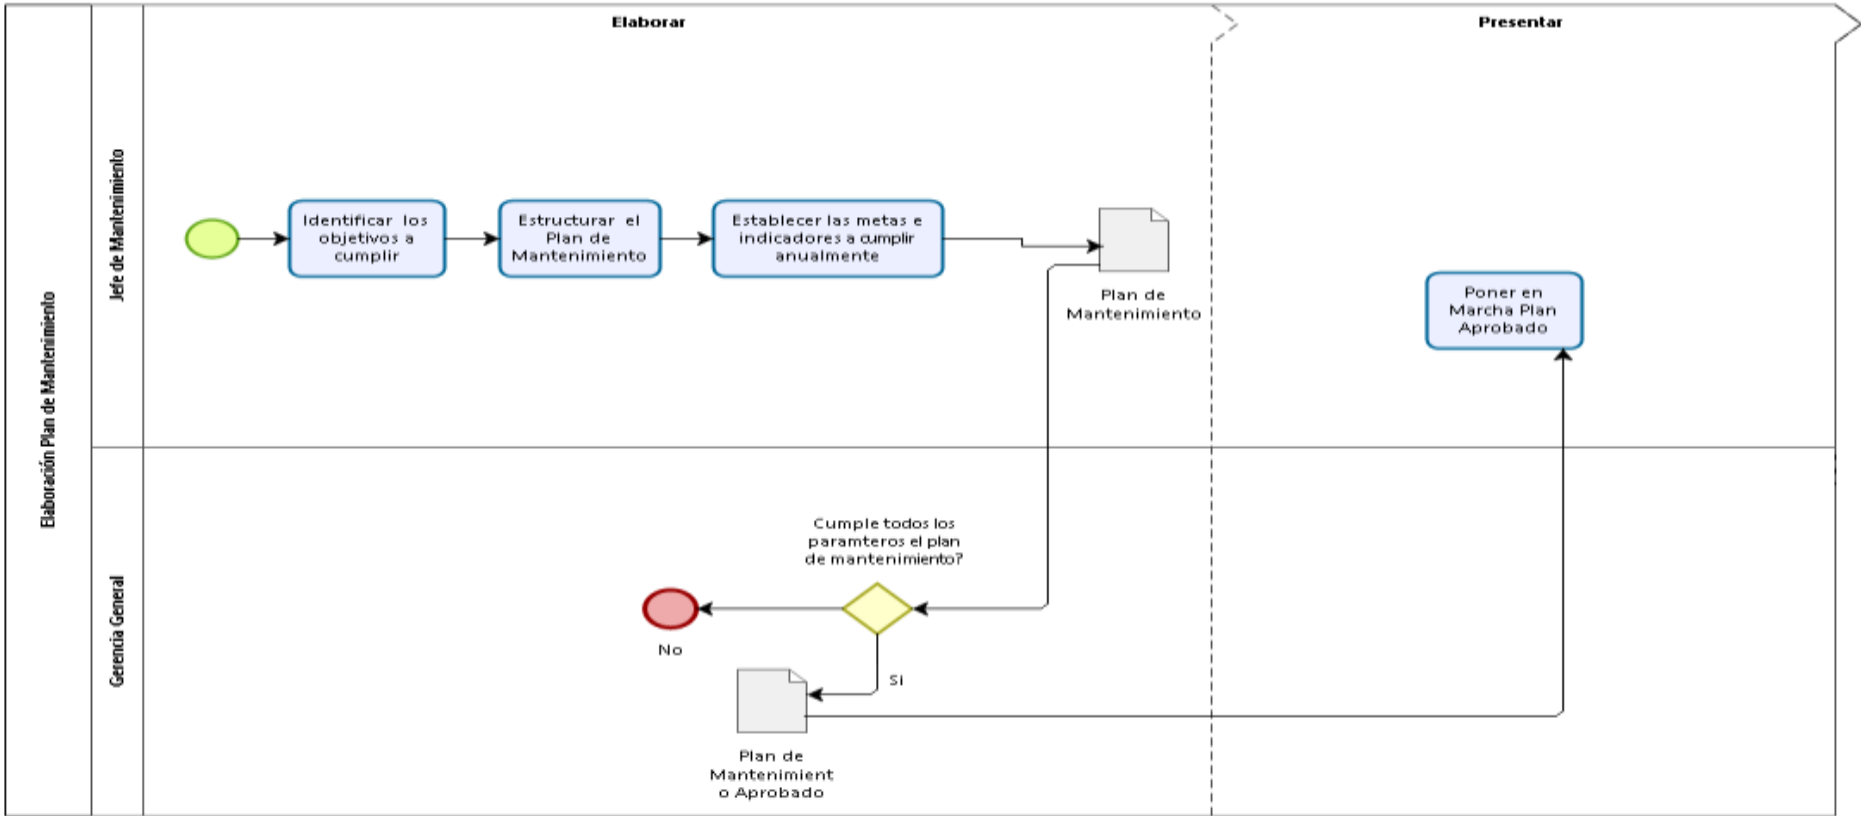 Elaborar
Presentar
Elaboración Plan de Mantenimiento
Jefe de Mantenimiento
Identificar los
objetivos a
cumplir
Estructurar el
Plan de
Mantenimiento
Establecer las metas e
indicadores a cumplir
anualmente
Plan de
Mantenimiento
Poner en
Marcha Plan
Aprobado
Gerencia General
Cumple todos los
paramteros el plan
de mantenimiento?
No
Si
Plan de
Mantenimient
o Aprobado